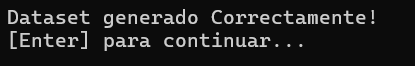 Dataset generado Correctamente!
[Enter] para continuar...